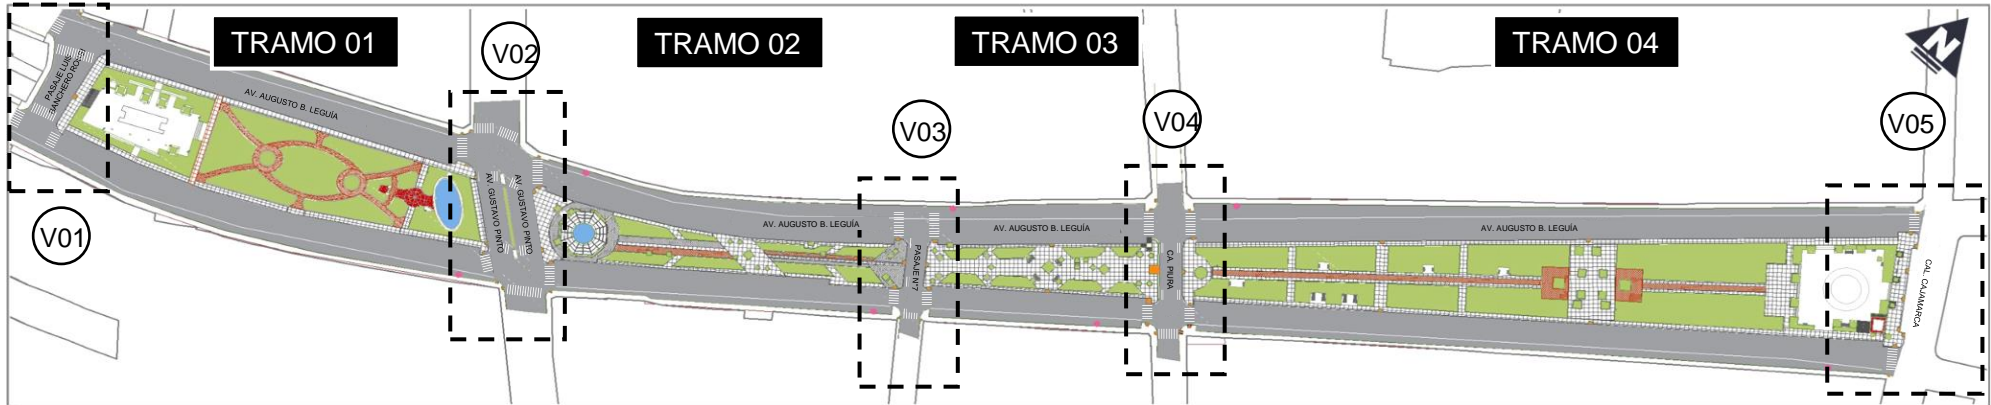 TRAMO 01
TRAMO 02
TRAMO 03
TRAMO 04
N
V02
V03
V04
V05
V01
PASAJE LUIS
BANCHERO ROSSI
AV. AUGUSTO B. LEGUÍA
AV. GUSTAVO PINTO
AV. GUSTAVO PINTO
AV. AUGUSTO B. LEGUÍA
PASAJE N°7
AV. AUGUSTO B. LEGUÍA
CA. PIURA
AV. AUGUSTO B. LEGUÍA
CAL. CAJAMARCA